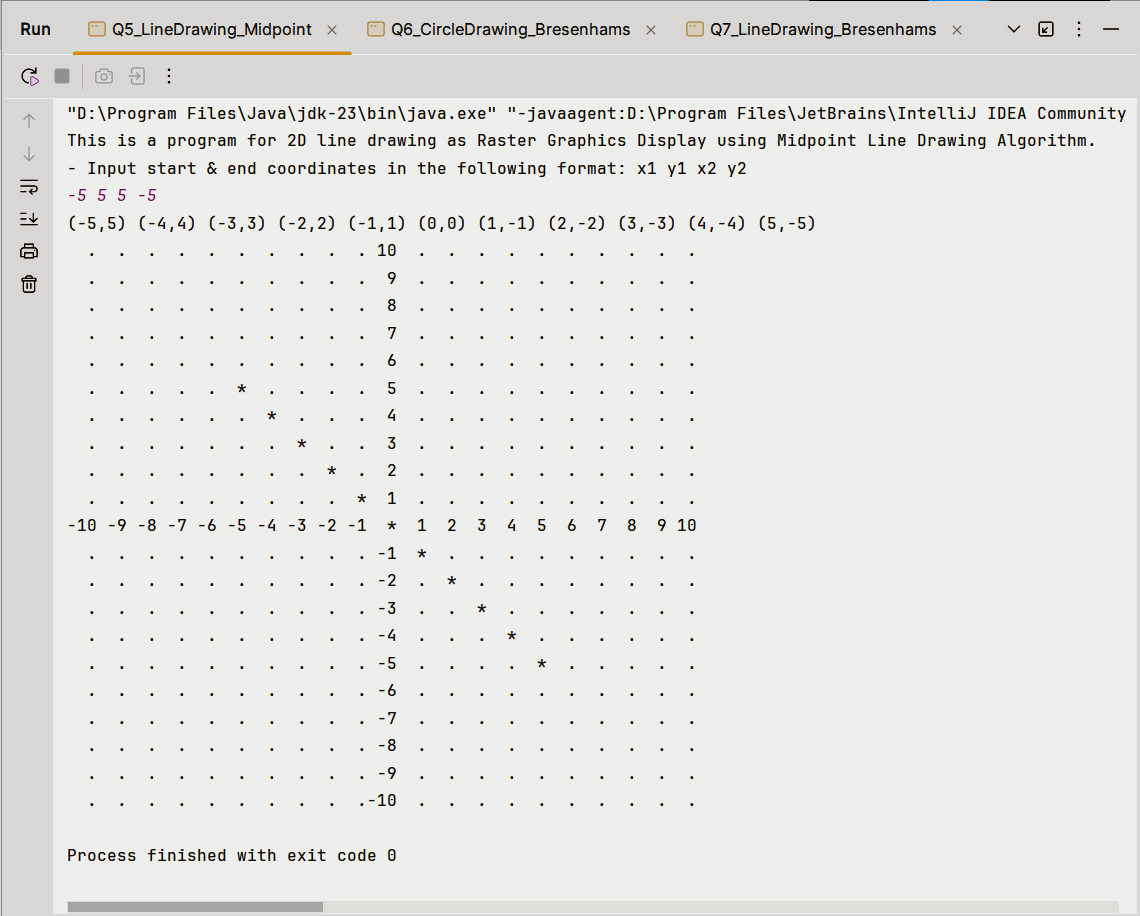 Run Q5_LineDrawing_Midpoint Q6_CircleDrawing_Bresenhams Q7_LineDrawing_Bresenhams
"D:\Program Files\Java\jdk-23\bin\java.exe" "-javaagent:D:\Program Files\JetBrains\IntelliJ IDEA Community
This is a program for 2D line drawing as Raster Graphics Display using Midpoint Line Drawing Algorithm.
- Input start & end coordinates in the following format: x1 y1 x2 y2
-5 5 5 -5
(-5,5) (-4,4) (-3,3) (-2,2) (-1,1) (0,0) (1,-1) (2,-2) (3,-3) (4,-4) (5,-5)
  .  .  .  .  .  .  .  .  .  . 10  .  .  .  .  .  .  .  .  .  .
  .  .  .  .  .  .  .  .  .  .  9  .  .  .  .  .  .  .  .  .  .
  .  .  .  .  .  .  .  .  .  .  8  .  .  .  .  .  .  .  .  .  .
  .  .  .  .  .  .  .  .  .  .  7  .  .  .  .  .  .  .  .  .  .
  .  .  .  .  .  .  .  .  .  .  6  .  .  .  .  .  .  .  .  .  .
  .  .  .  .  .  *  .  .  .  .  5  .  .  .  .  .  .  .  .  .  .
  .  .  .  .  .  .  *  .  .  .  4  .  .  .  .  .  .  .  .  .  .
  .  .  .  .  .  .  .  *  .  .  3  .  .  .  .  .  .  .  .  .  .
  .  .  .  .  .  .  .  .  *  .  2  .  .  .  .  .  .  .  .  .  .
  .  .  .  .  .  .  .  .  .  *  1  .  .  .  .  .  .  .  .  .  .
-10 -9 -8 -7 -6 -5 -4 -3 -2 -1  *  1  2  3  4  5  6  7  8  9 10
  .  .  .  .  .  .  .  .  .  . -1  *  .  .  .  .  .  .  .  .  .
  .  .  .  .  .  .  .  .  .  . -2  .  *  .  .  .  .  .  .  .  .
  .  .  .  .  .  .  .  .  .  . -3  .  .  *  .  .  .  .  .  .  .
  .  .  .  .  .  .  .  .  .  . -4  .  .  .  *  .  .  .  .  .  .
  .  .  .  .  .  .  .  .  .  . -5  .  .  .  .  *  .  .  .  .  .
  .  .  .  .  .  .  .  .  .  . -6  .  .  .  .  .  .  .  .  .  .
  .  .  .  .  .  .  .  .  .  . -7  .  .  .  .  .  .  .  .  .  .
  .  .  .  .  .  .  .  .  .  . -8  .  .  .  .  .  .  .  .  .  .
  .  .  .  .  .  .  .  .  .  . -9  .  .  .  .  .  .  .  .  .  .
  .  .  .  .  .  .  .  .  .  .-10  .  .  .  .  .  .  .  .  .  .
Process finished with exit code 0